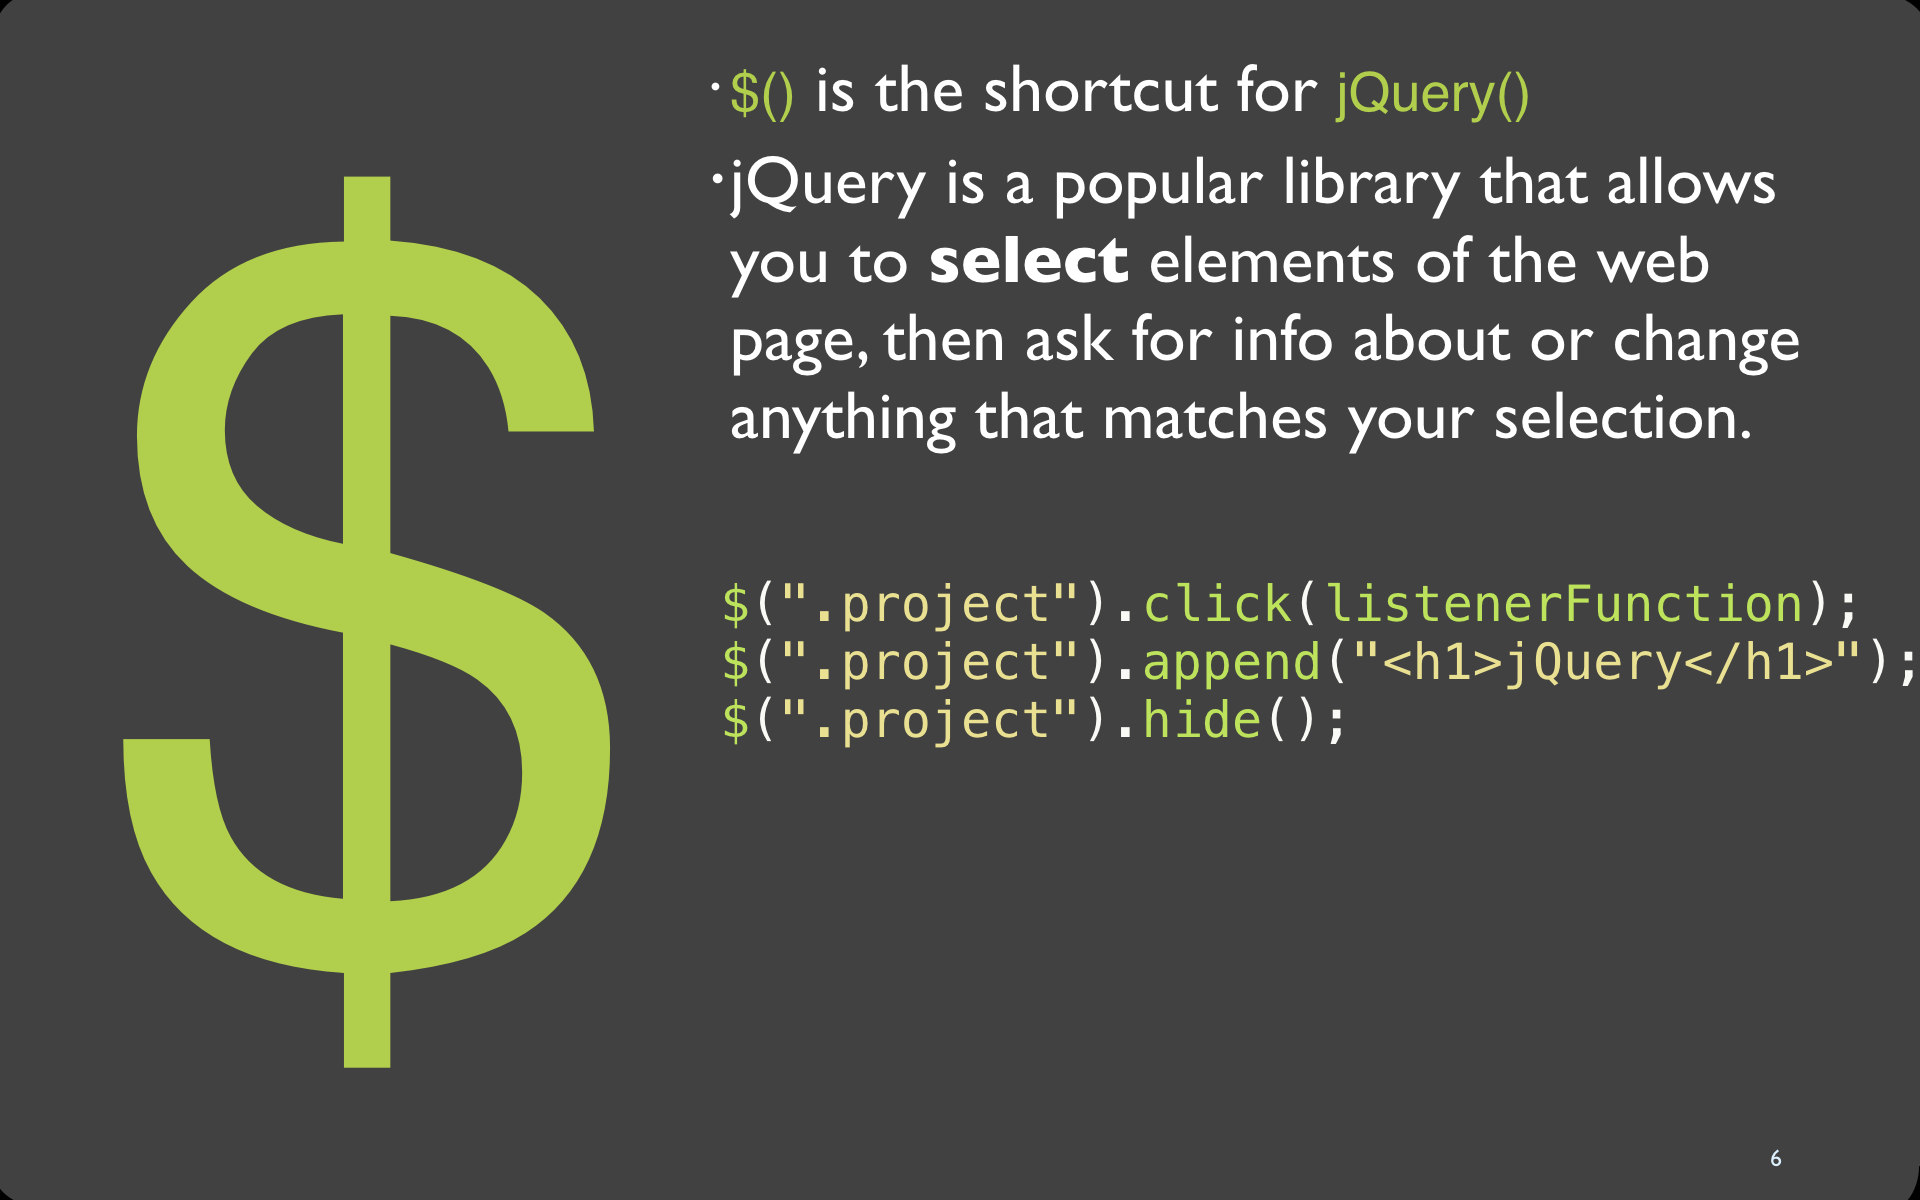 $
• $() is the shortcut for jQuery()
• jQuery is a popular library that allows
you to select elements of the web
page, then ask for info about or change
anything that matches your selection.
$(".project").click(listenerFunction);
$(".project").append("<h1>jQuery</h1>");
$(".project").hide();
6